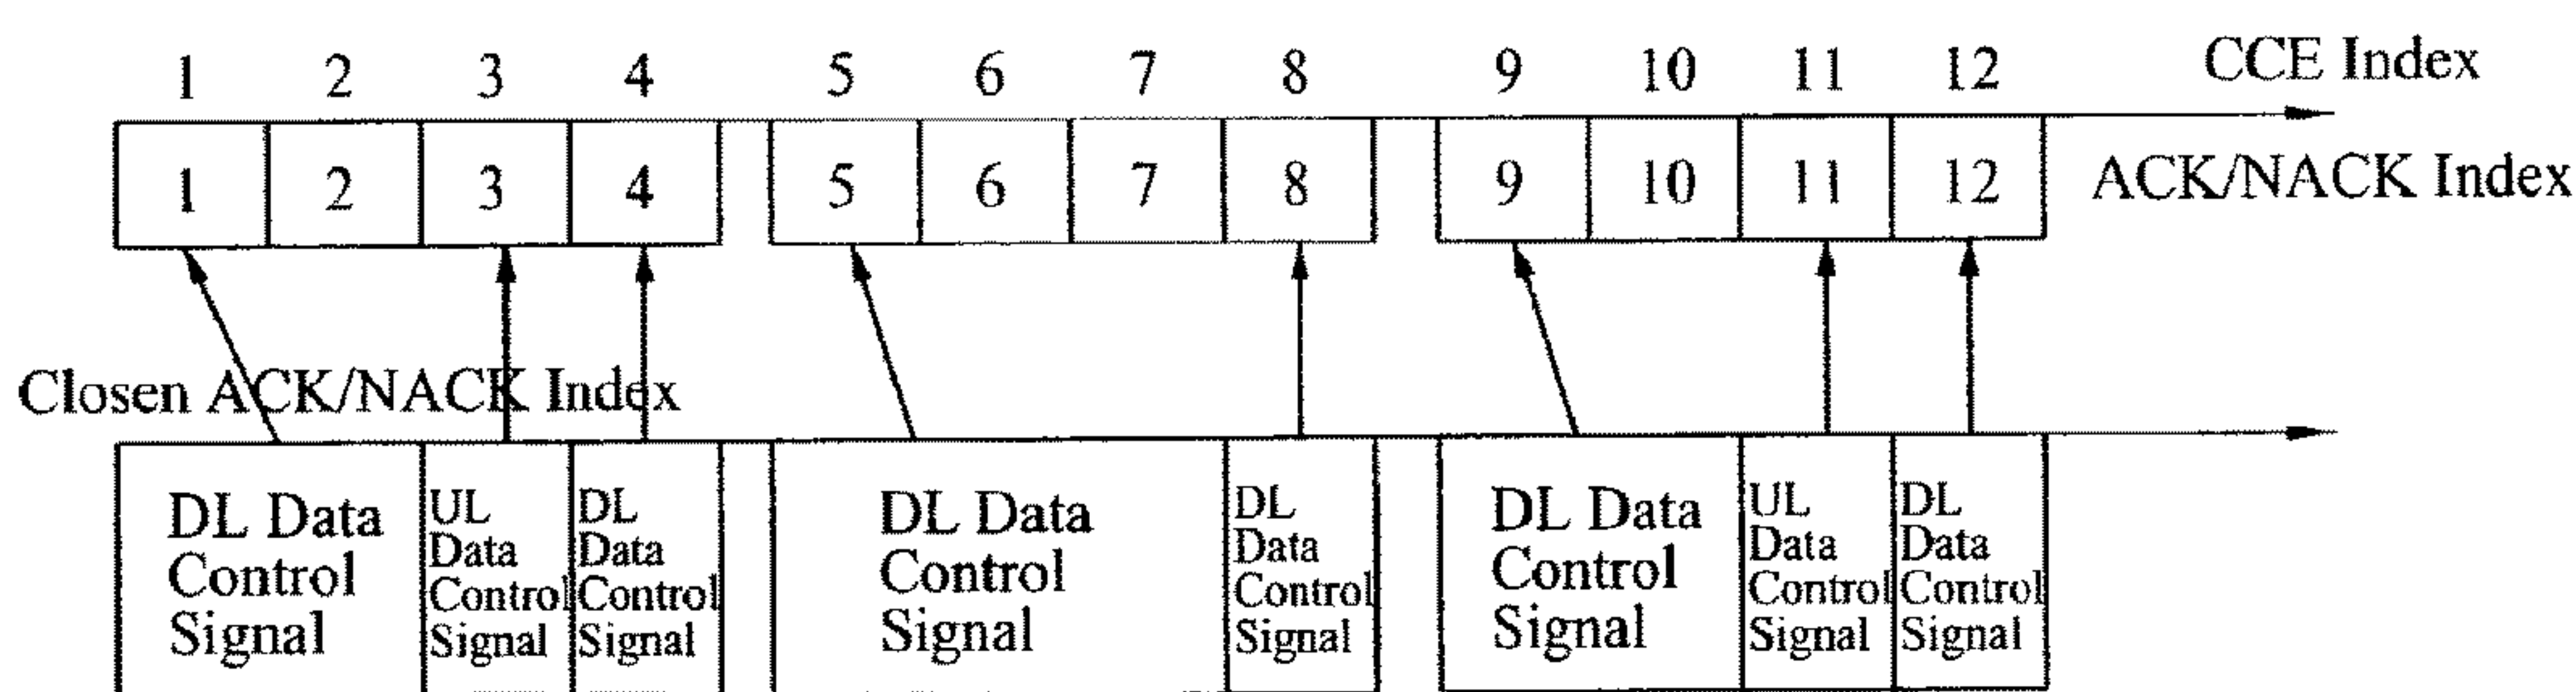 1 2 3 4 5 6 7 8 9 10 11 12 CCE Index
1 2 3 4 5 6 7 8 9 10 11 12 ACK/NACK Index
Closen ACK/NACK Index
DL Data
Control
Signal
UL
Data
Control
Signal
DL
Data
Control
Signal
DL Data
Control
Signal
DL
Data
Control
Signal
DL Data
Control
Signal
UL
Data
Control
Signal
DL
Data
Control
Signal